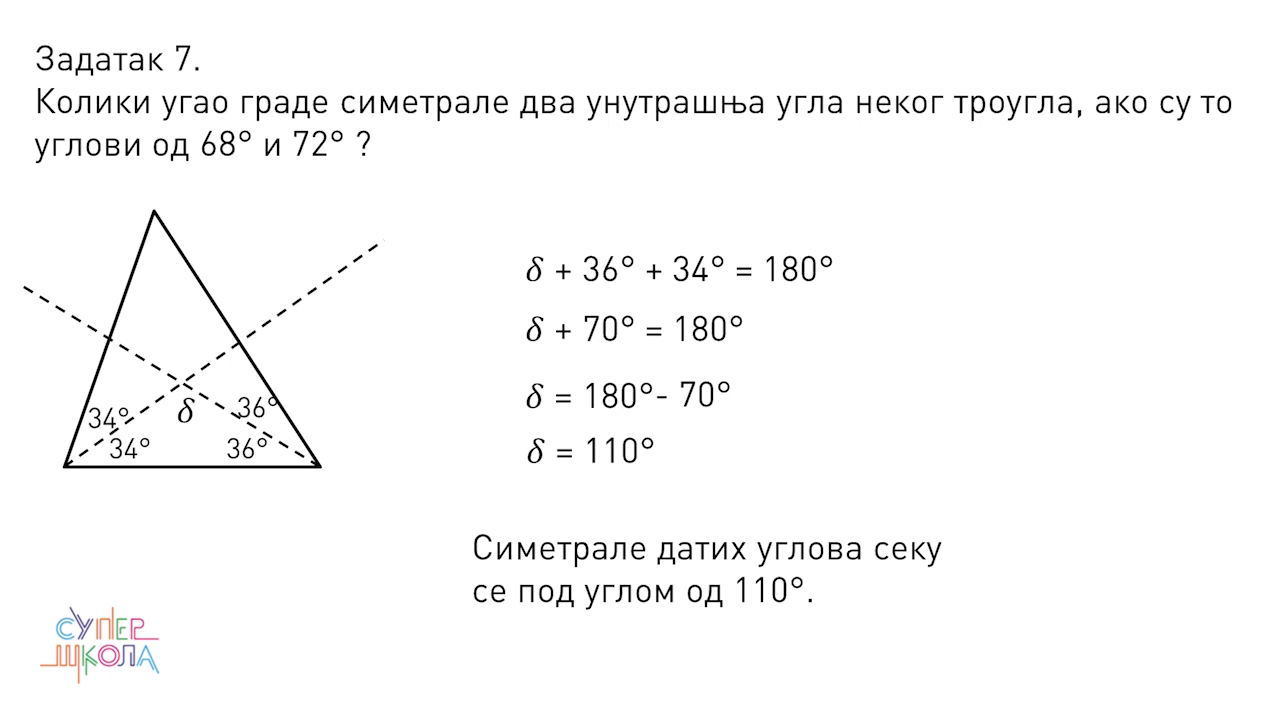 Задатак 7.
Колики угао граде симетрале два унутрашња угла неког троугла, ако су то
углови од 68° и 72° ?
δ + 36° + 34° = 180°
δ + 70° = 180°
δ = 180°- 70°
δ = 110°
34°
δ
36°
34°
36°
Симетрале датих углова секу
се под углом од 110°.
СУПЕР
ШКОЛА